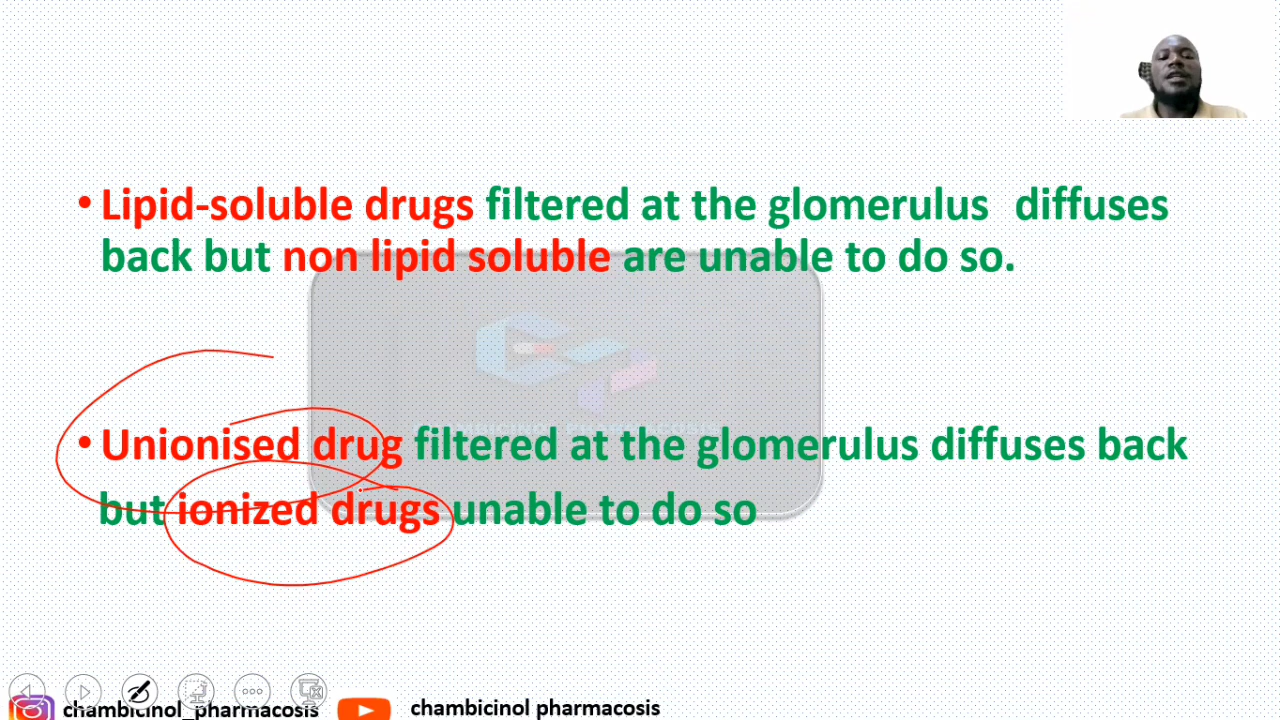 • Lipid-soluble drugs filtered at the glomerulus diffuses
back but non lipid soluble are unable to do so.
• Unionised drug filtered at the glomerulus diffuses back
but ionized drugs unable to do so
chambicinol_pharmacosis
chambicinol pharmacosis